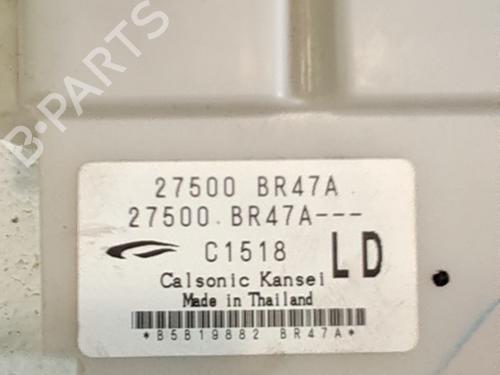 B-PARTS
27500 BR47A
27500 BR47A---
C1518 LD
Calsonic Kansei
Made in Thailand
*B5B19882 BR47A*